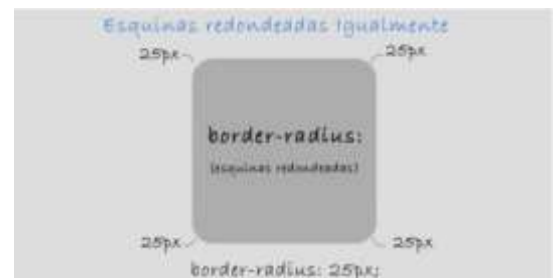 Esquinas redondeadas Igualmente
25px 25px
border-radius:
(esquinas redondeadas)
25px 25px
border-radius: 25px;